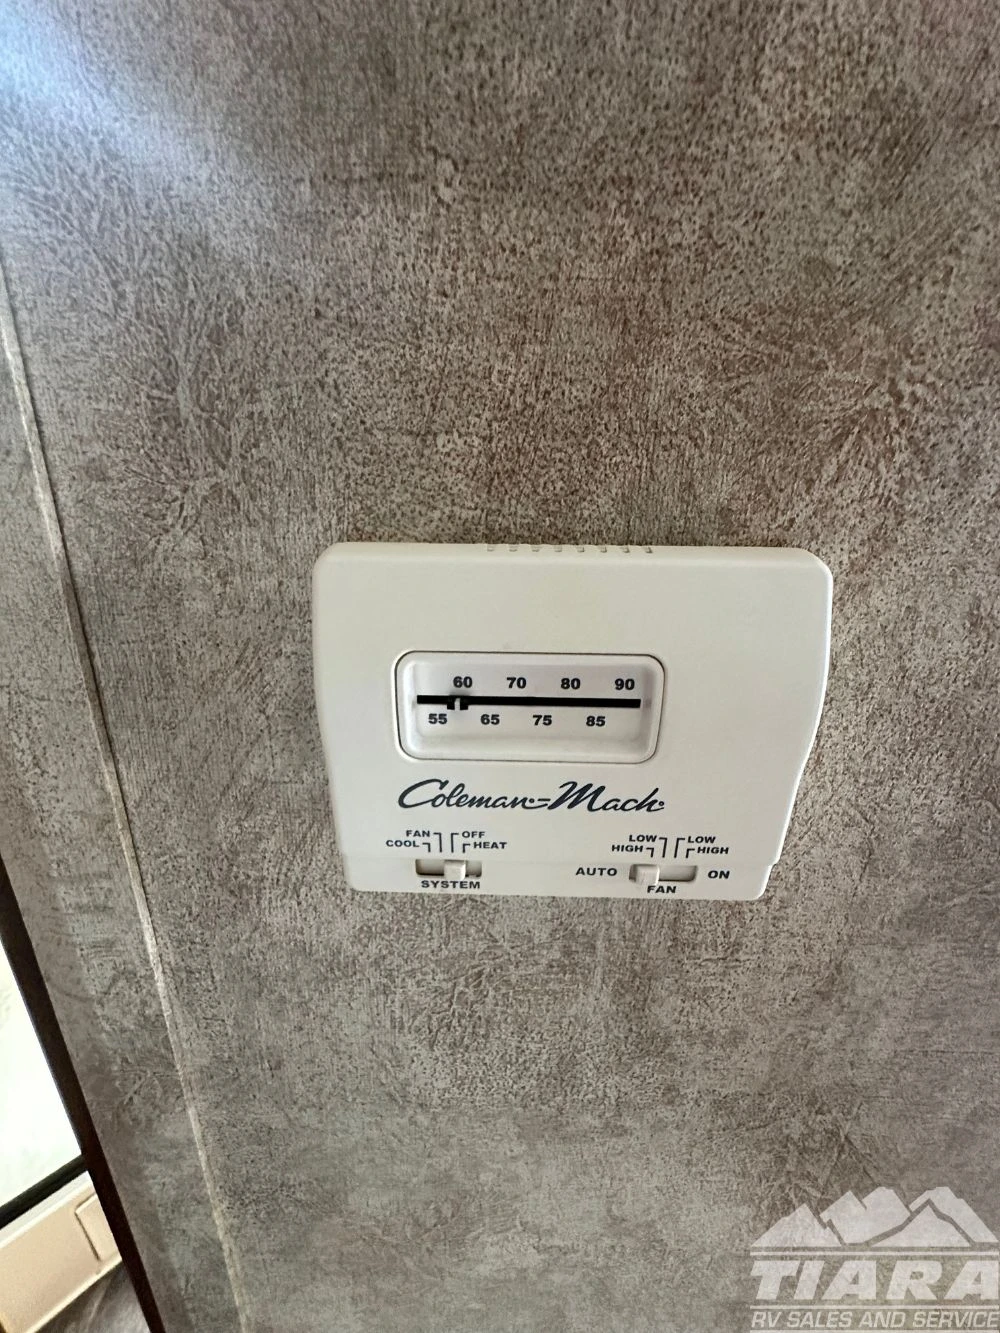 60 70 80 90
55 65 75 85
Coleman-Mach
FAN OFF
COOL HEAT
SYSTEM
LOW LOW
HIGH HIGH
AUTO ON
FAN
TIARA
RV SALES AND SERVICE